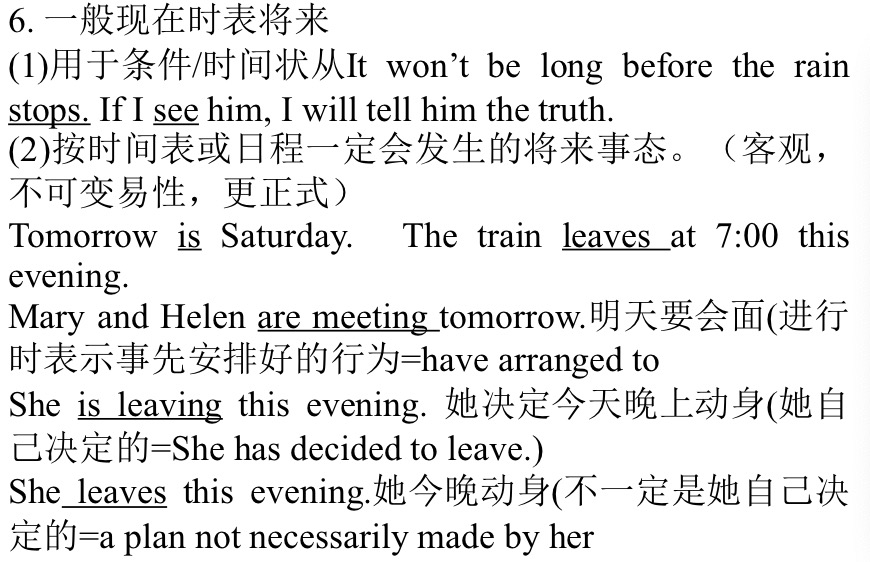 6. 一般现在时表将来
(1)用于条件/时间状从It won’t be long before the rain
stops. If I see him, I will tell him the truth.
(2)按时间表或日程一定会发生的将来事态。（客观，
不可变易性，更正式）
Tomorrow is Saturday. The train leaves at 7:00 this
evening.
Mary and Helen are meeting tomorrow.明天要会面(进行
时表示事先安排好的行为=have arranged to
She is leaving this evening. 她决定今天晚上动身(她自
己决定的=She has decided to leave.)
She leaves this evening.她今晚动身(不一定是她自己决
定的=a plan not necessarily made by her